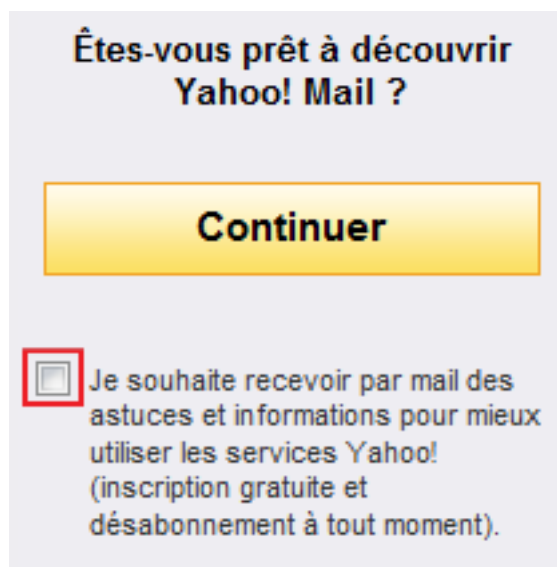 Êtes-vous prêt à découvrir
Yahoo! Mail ?
Continuer
Je souhaite recevoir par mail des
astuces et informations pour mieux
utiliser les services Yahoo!
(inscription gratuite et
désabonnement à tout moment).